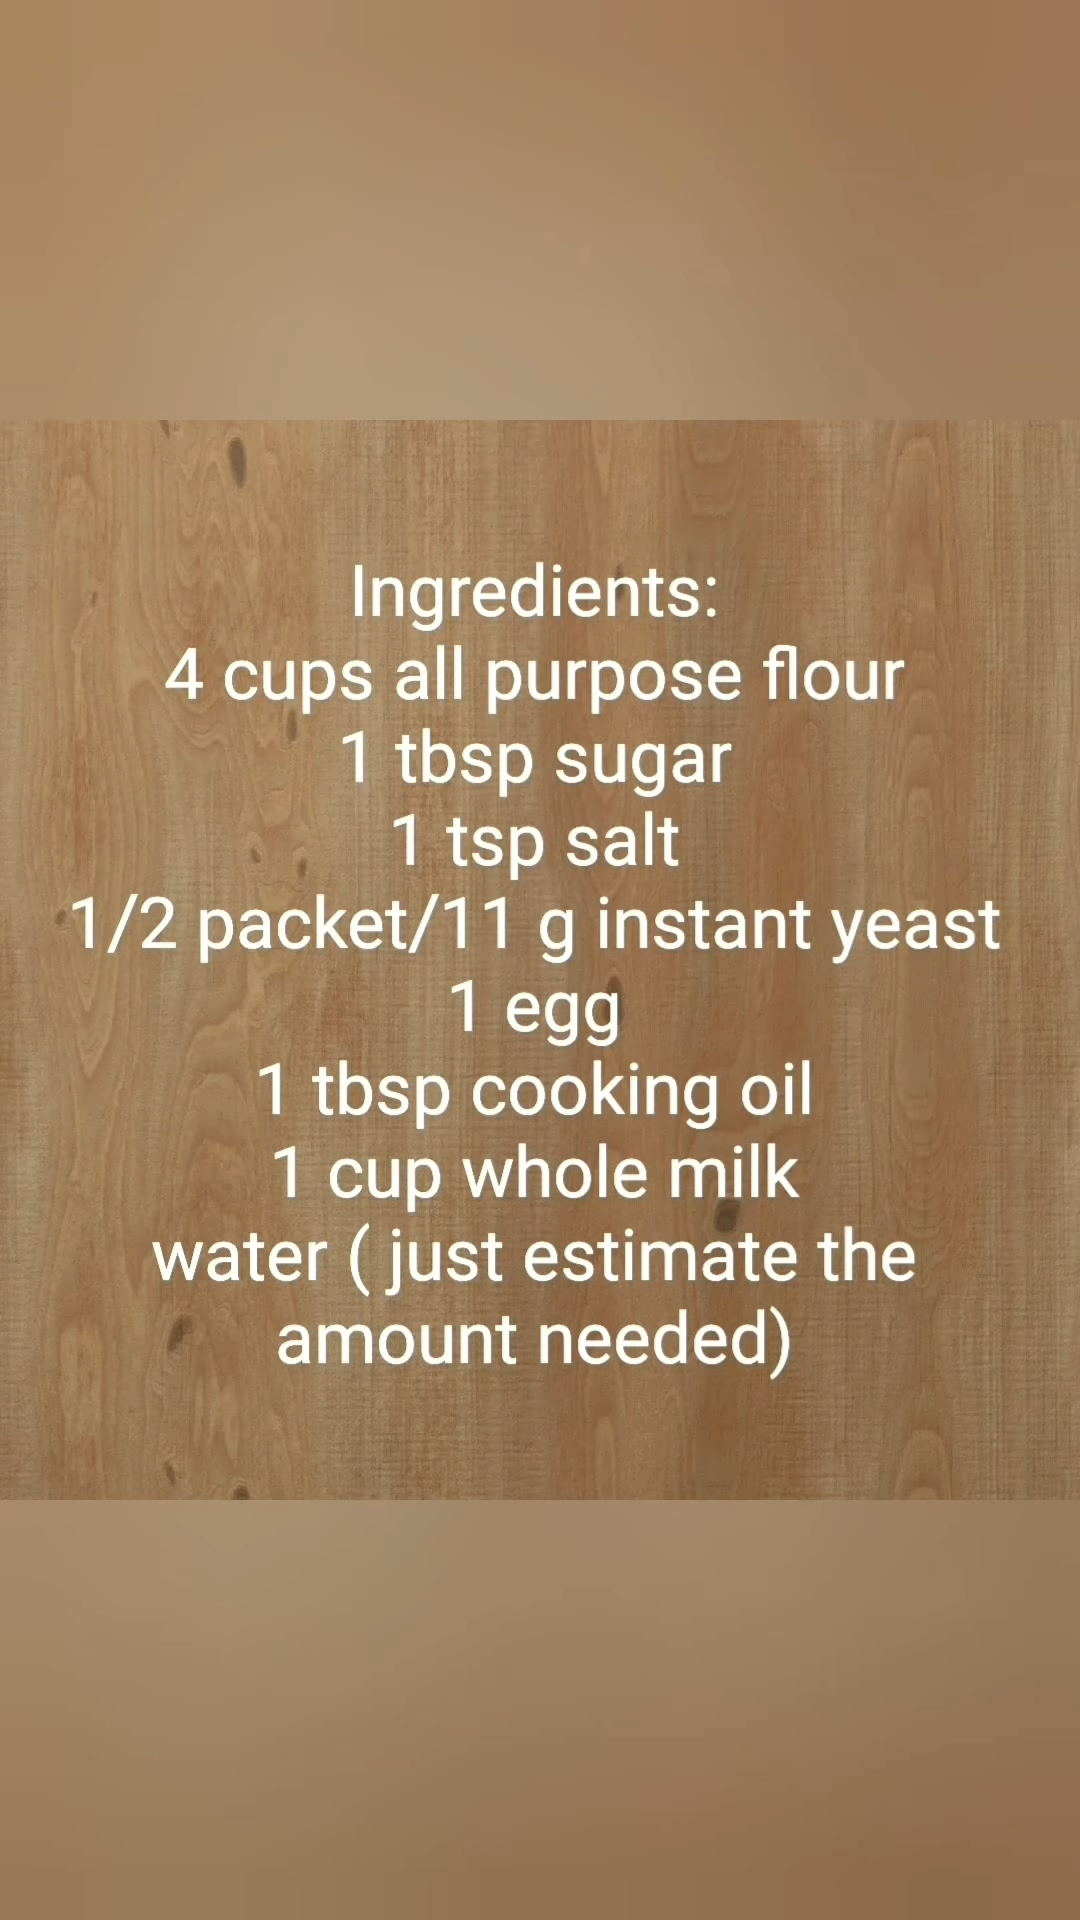 Ingredients:
4 cups all purpose flour
1 tbsp sugar
1 tsp salt
1/2 packet/11 g instant yeast
1 egg
1 tbsp cooking oil
1 cup whole milk
water ( just estimate the
amount needed)